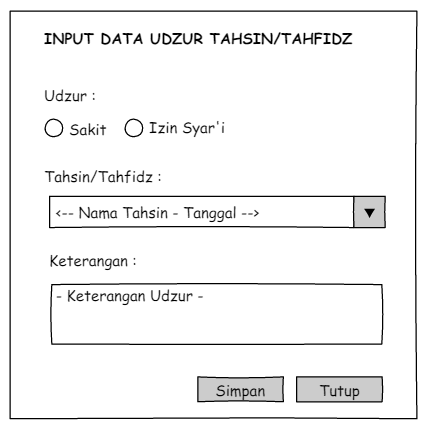 INPUT DATA UDZUR TAHSIN/TAHFIDZ
Udzur :
Sakit Izin Syar'i
Tahsin/Tahfidz :
<-- Nama Tahsin - Tanggal -->
Keterangan :
- Keterangan Udzur -
Simpan Tutup